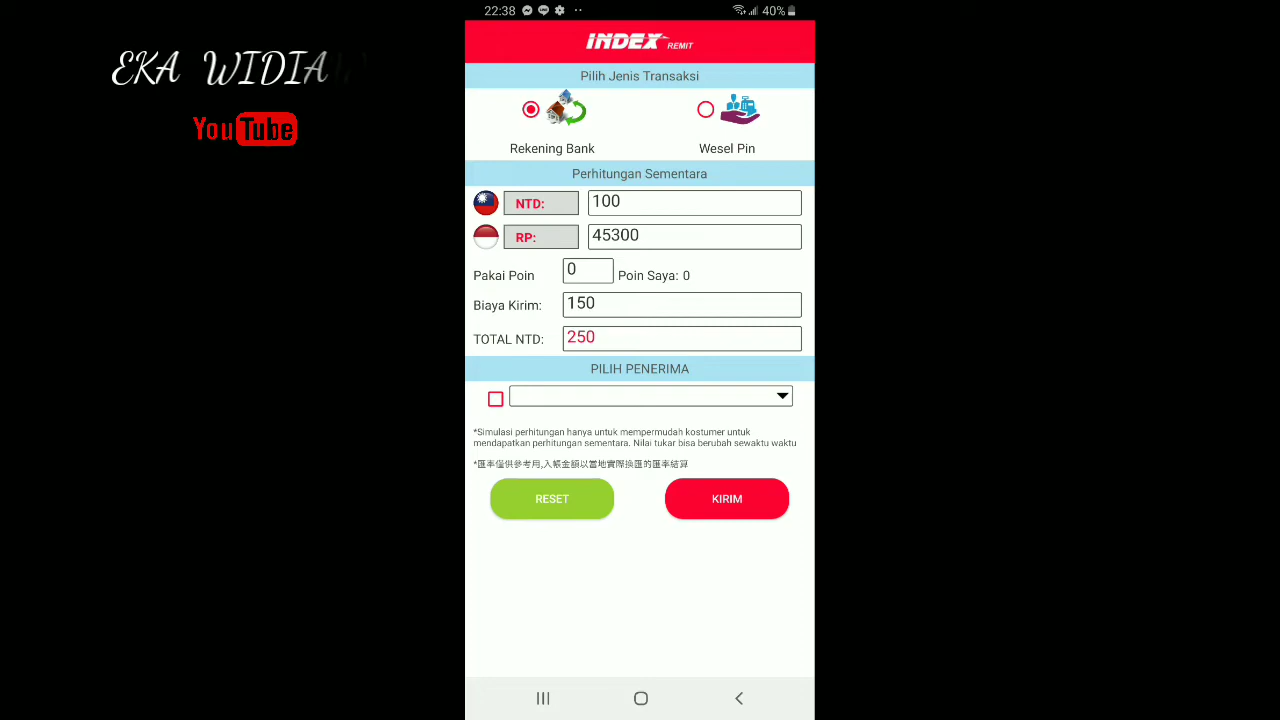 22:38
40%
EKA WIDIA
YouTube
INDEX REMIT
Pilih Jenis Transaksi
Rekening Bank
Wesel Pin
Perhitungan Sementara
NTD: 100
RP: 45300
Pakai Poin 0 Poin Saya: 0
Biaya Kirim: 150
TOTAL NTD: 250
PILIH PENERIMA
*Simulasi perhitungan hanya untuk mempermudah kostumer untuk
mendapatkan perhitungan sementara. Nilai tukar bisa berubah sewaktu waktu
*匯率僅供參考用,入帳金額以當地實際換匯的匯率結算
RESET
KIRIM